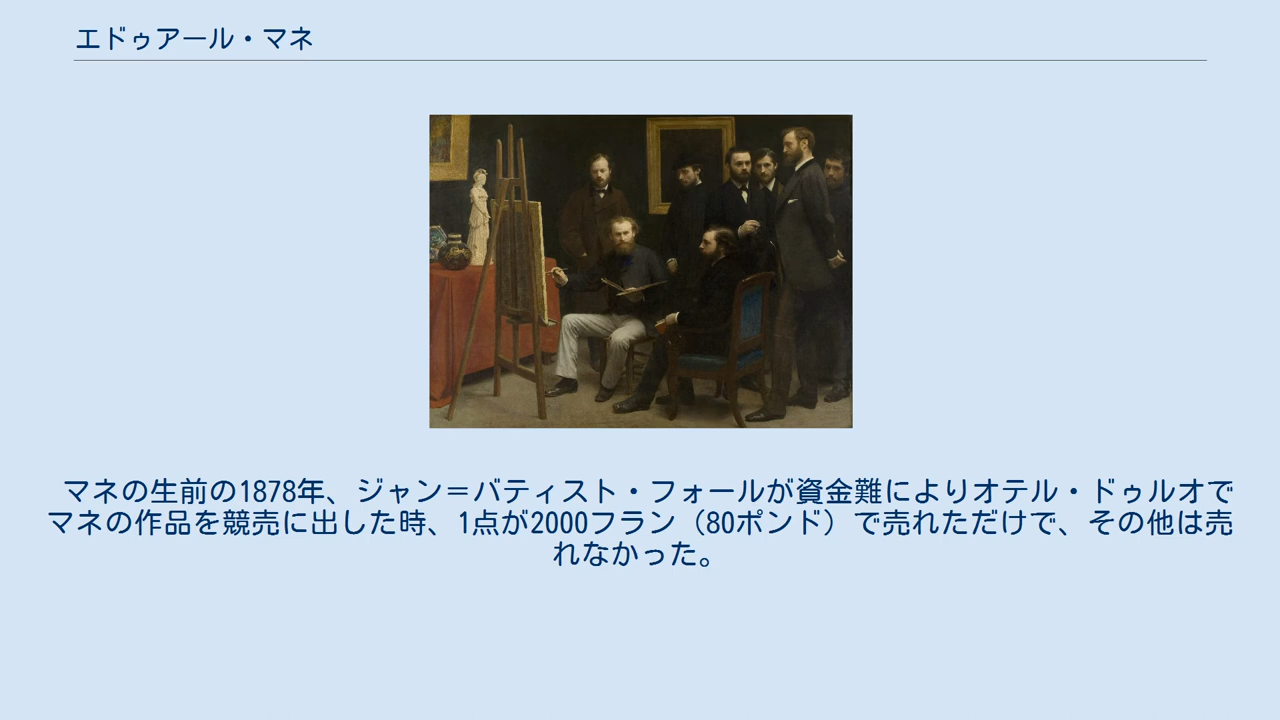 エドゥアール・マネ
マネの生前の1878年、ジャン＝バティスト・フォールが資金難によりオテル・ドゥルオで
マネの作品を競売に出した時、1点が2000フラン（80ポンド）で売れただけで、その他は売
れなかった。